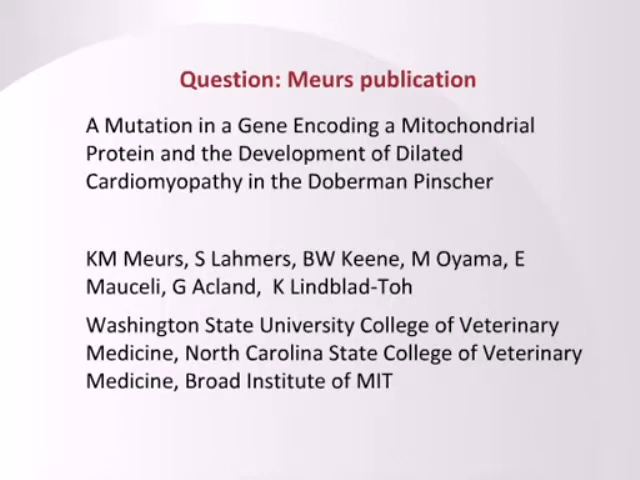 Question: Meurs publication
A Mutation in a Gene Encoding a Mitochondrial
Protein and the Development of Dilated
Cardiomyopathy in the Doberman Pinscher
KM Meurs, S Lahmers, BW Keene, M Oyama, E
Mauceli, G Acland,  K Lindblad-Toh
Washington State University College of Veterinary
Medicine, North Carolina State College of Veterinary
Medicine, Broad Institute of MIT